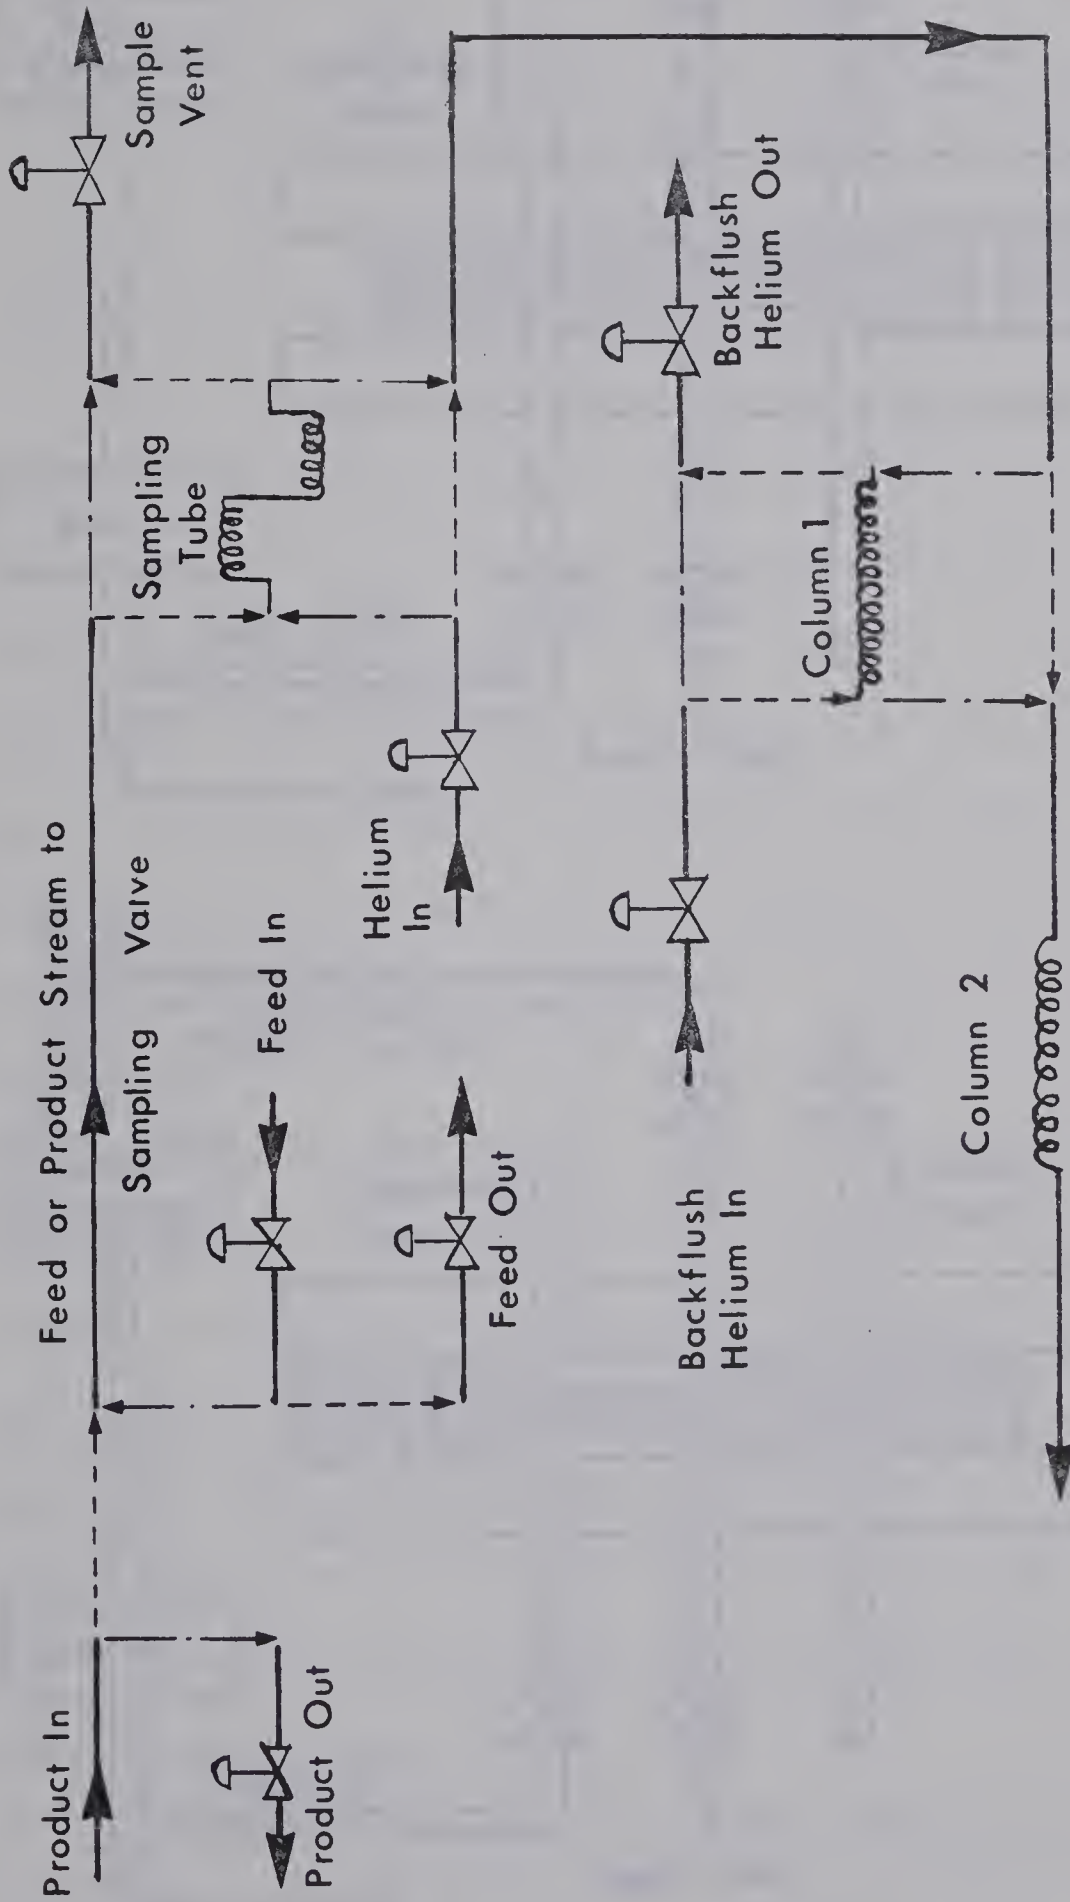 Product In
Product Out
Feed or Product Stream to
Sampling Valve
Feed In
Feed Out
Helium
In
Sampling
Tube
Sample
Vent
Backflush
Helium In
Backflush
Helium Out
Column 1
Column 2